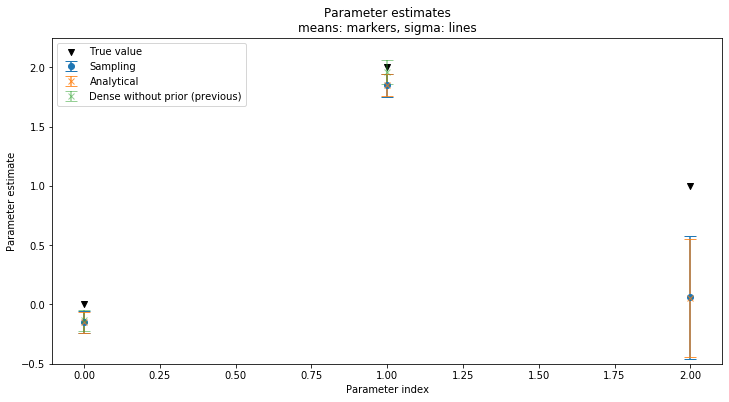 Parameter estimates
means: markers, sigma: lines
True value
Sampling
Analytical
Dense without prior (previous)
2.0
1.5
1.0
0.5
0.0
−0.5
Parameter estimate
0.00 0.25 0.50 0.75 1.00 1.25 1.50 1.75 2.00
Parameter index